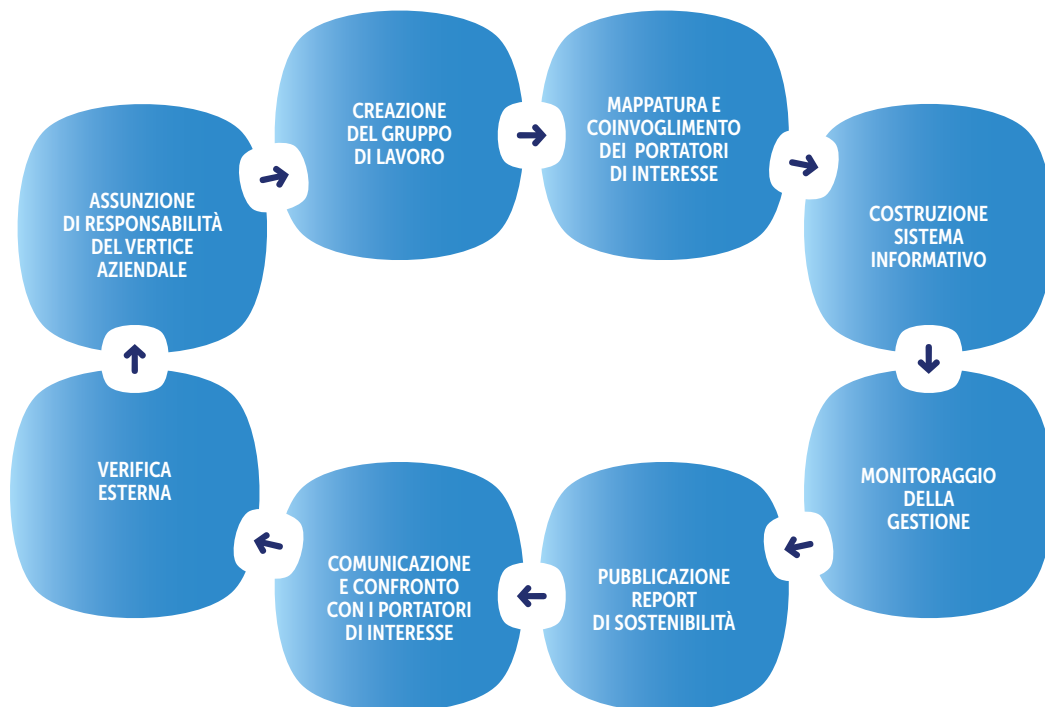 ASSUNZIONE
DI RESPONSABILITÀ
DEL VERTICE
AZIENDALE
CREAZIONE
DEL GRUPPO
DI LAVORO
MAPPATURA E
COINVOGLIMENTO
DEI PORTATORI
DI INTERESSE
COSTRUZIONE
SISTEMA
INFORMATIVO
MONITORAGGIO
DELLA
GESTIONE
PUBBLICAZIONE
REPORT
DI SOSTENIBILITÀ
COMUNICAZIONE
E CONFRONTO
CON I PORTATORI
DI INTERESSE
VERIFICA
ESTERNA